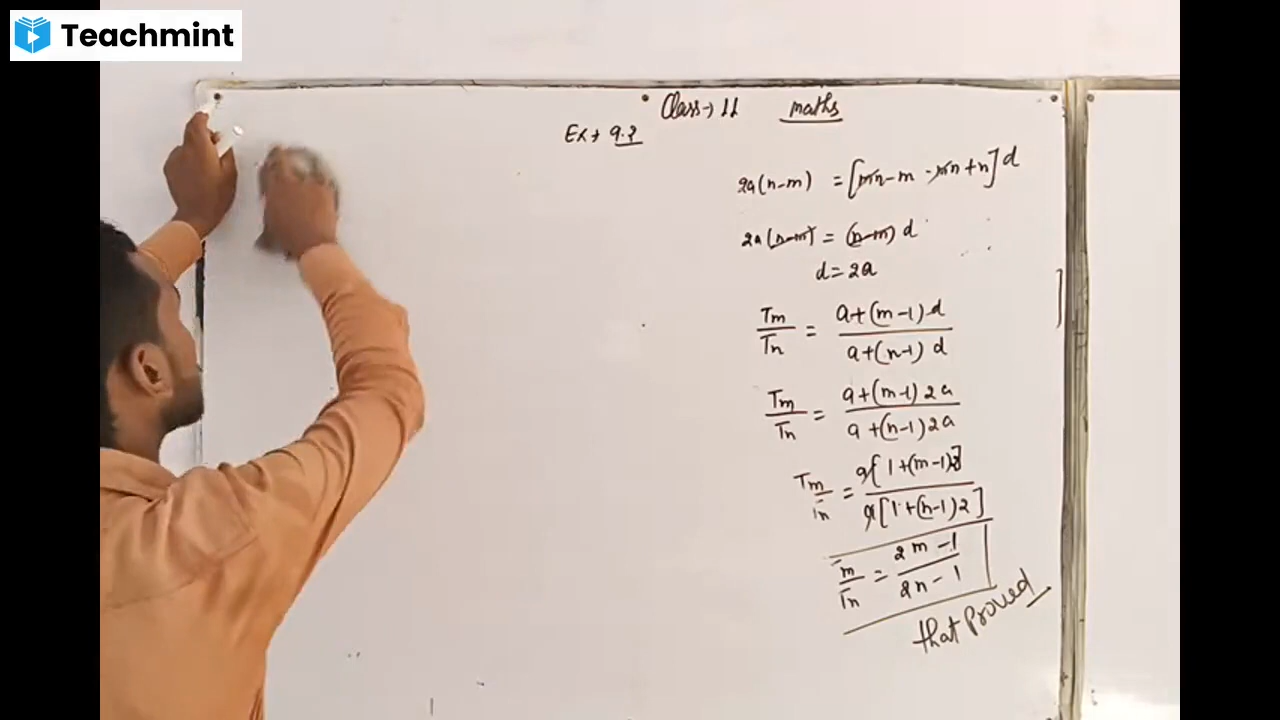 Teachmint
Class → 11 maths
Ex → 9.2
2a(n-m) = [mn-m -mn+n]d
2a(n-m) = (n-m) d
d=2a
Tm/Tn = a+(m-1)d / a+(n-1)d
Tm/Tn = a+(m-1)2a / a+(n-1)2a
Tm/Tn = a[1+(m-1)2] / a[1+(n-1)2]
Tm/Tn = 2m-1 / 2n-1
that Proved